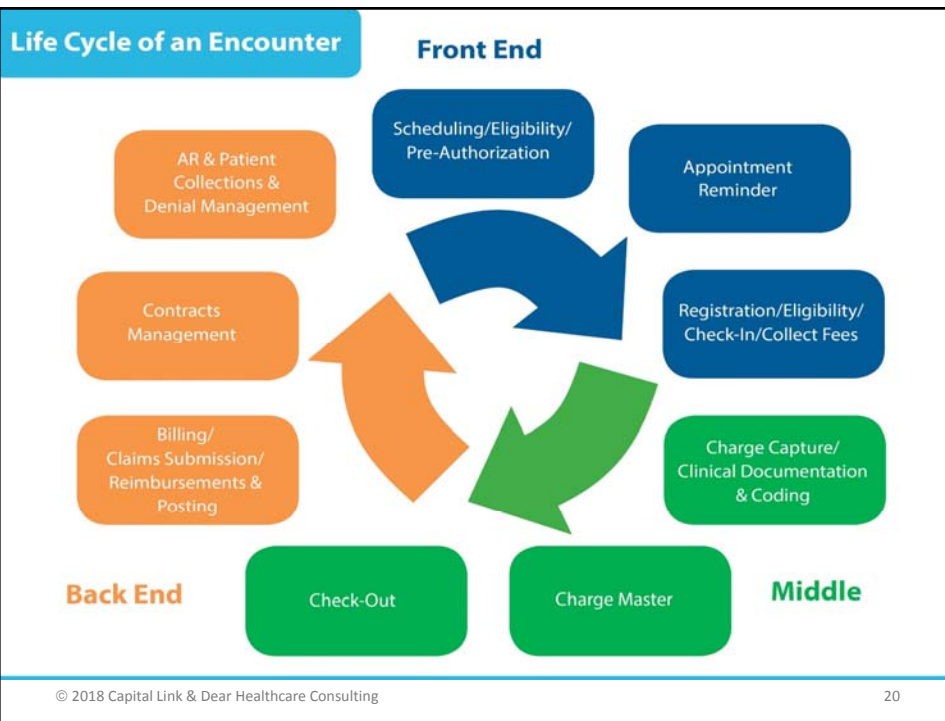 Life Cycle of an Encounter
Front End
Scheduling/Eligibility/
Pre-Authorization
Appointment
Reminder
Registration/Eligibility/
Check-In/Collect Fees
Charge Capture/
Clinical Documentation
& Coding
Middle
Charge Master
Check-Out
Back End
Billing/
Claims Submission/
Reimbursements &
Posting
Contracts
Management
AR & Patient
Collections &
Denial Management
© 2018 Capital Link & Dear Healthcare Consulting
20